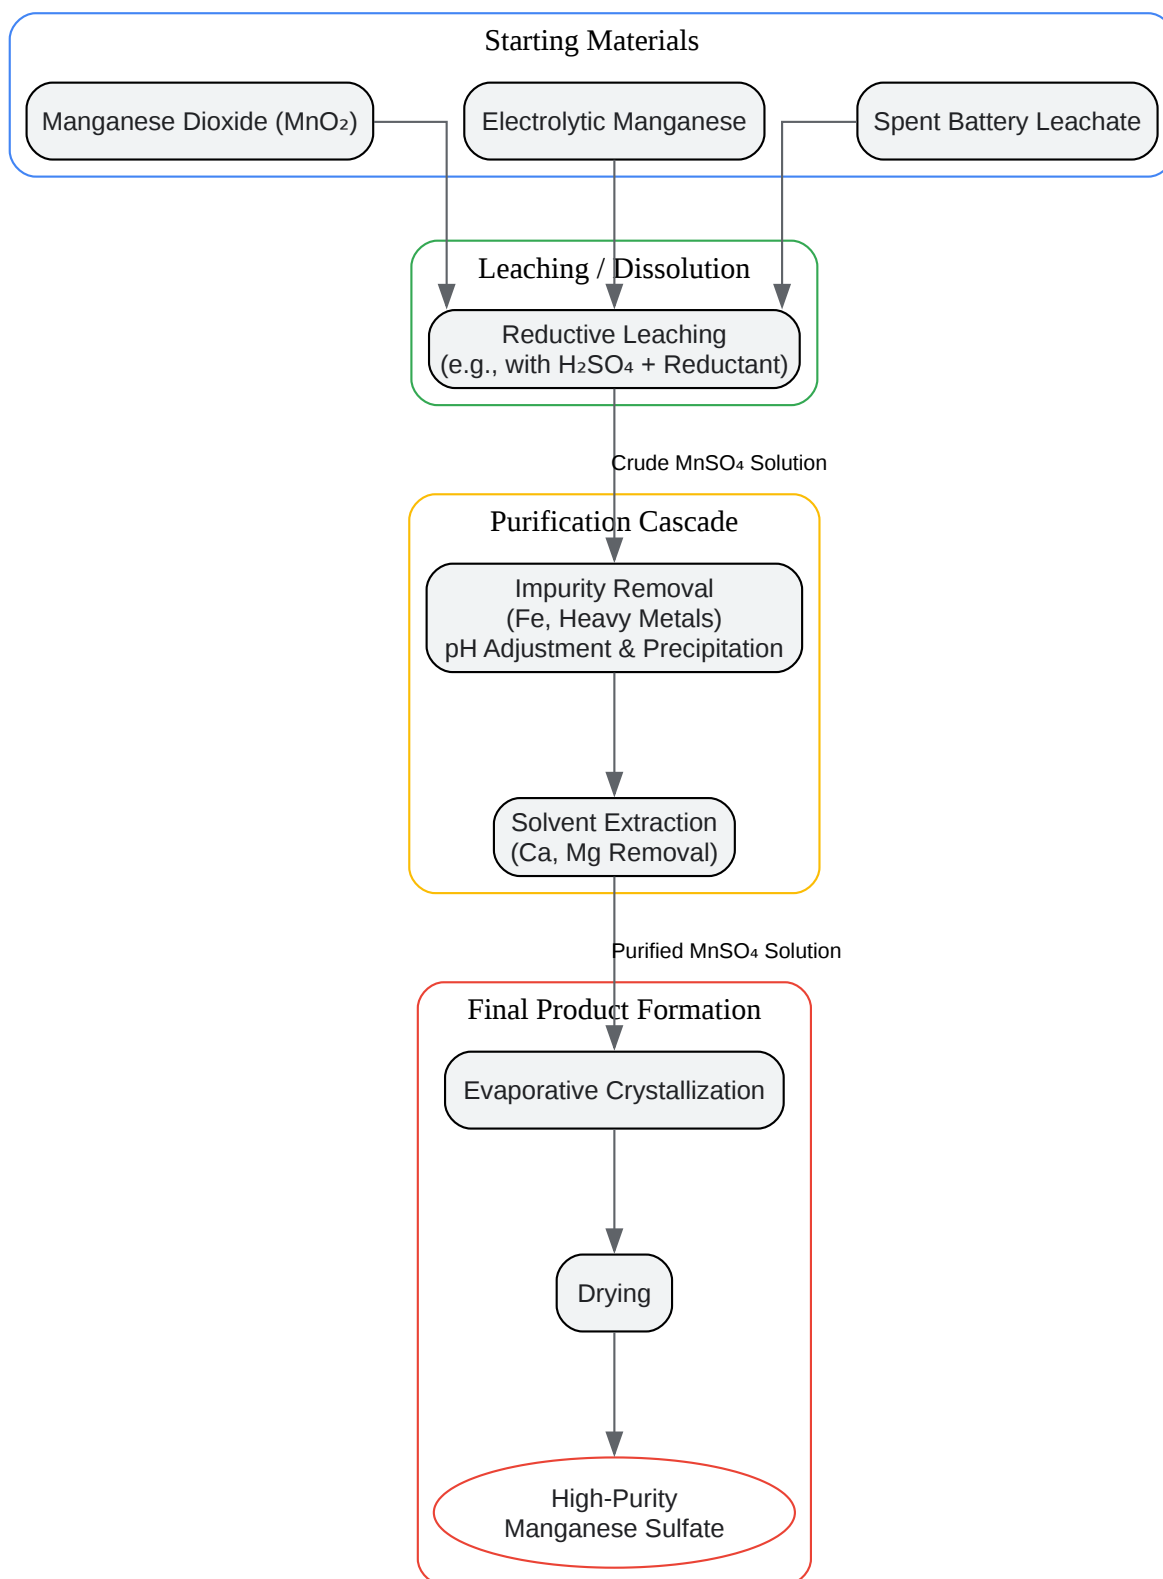 Starting Materials
Manganese Dioxide (MnO₂)
Electrolytic Manganese
Spent Battery Leachate
Leaching / Dissolution
Reductive Leaching
(e.g., with H₂SO₄ + Reductant)
Crude MnSO₄ Solution
Purification Cascade
Impurity Removal
(Fe, Heavy Metals)
pH Adjustment & Precipitation
Solvent Extraction
(Ca, Mg Removal)
Purified MnSO₄ Solution
Final Product Formation
Evaporative Crystallization
Drying
High-Purity
Manganese Sulfate